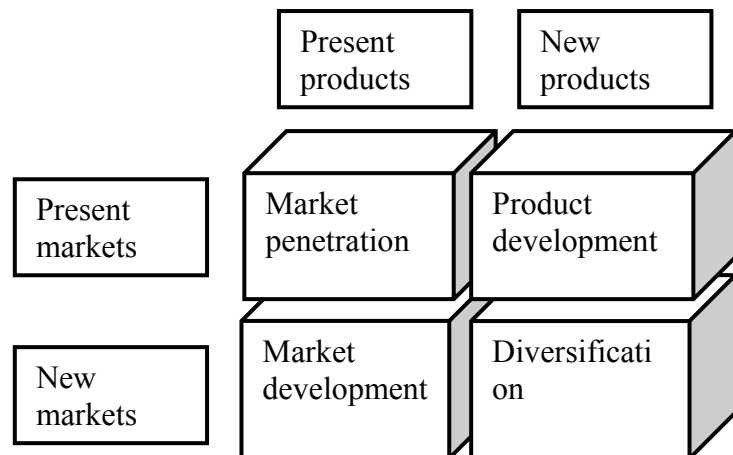 Present
products
New
products
Present
markets
Market
penetration
Product
development
New
markets
Market
development
Diversificati
on